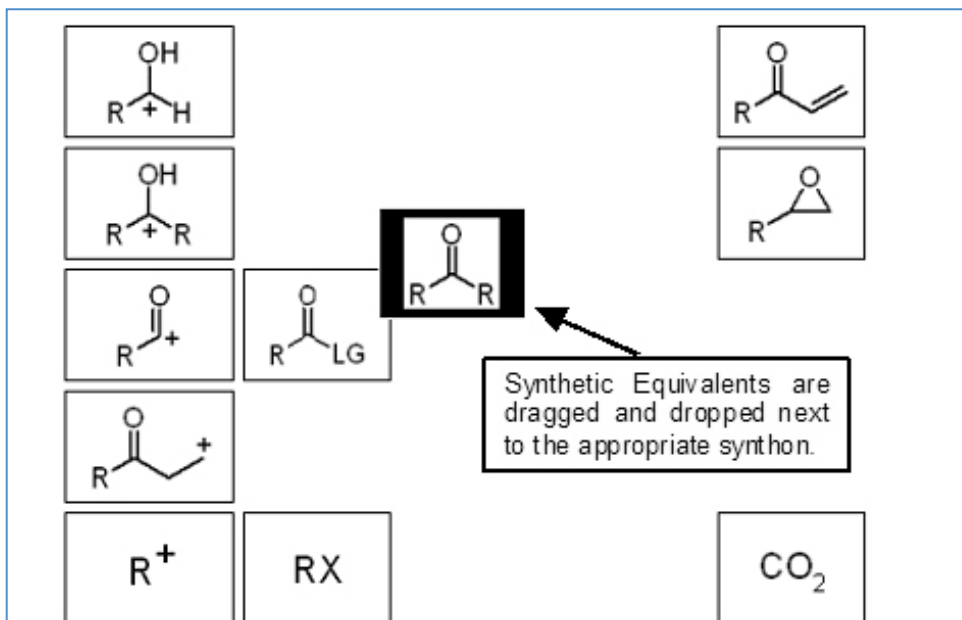 OH
R + H
O
R
OH
R + R
O
R
O
R R
O
R +
O
R LG
Synthetic Equivalents are
dragged and dropped next
to the appropriate synthon.
O
R +
R+
RX
CO2